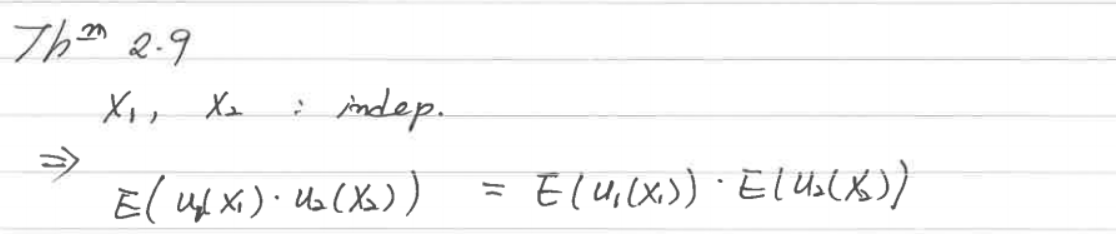 Thᵐ 2.9
X₁, X₂ : indep.
⇒
E(u₁(X₁)·u₂(X₂)) = E(u₁(X₁))·E(u₂(X₂))